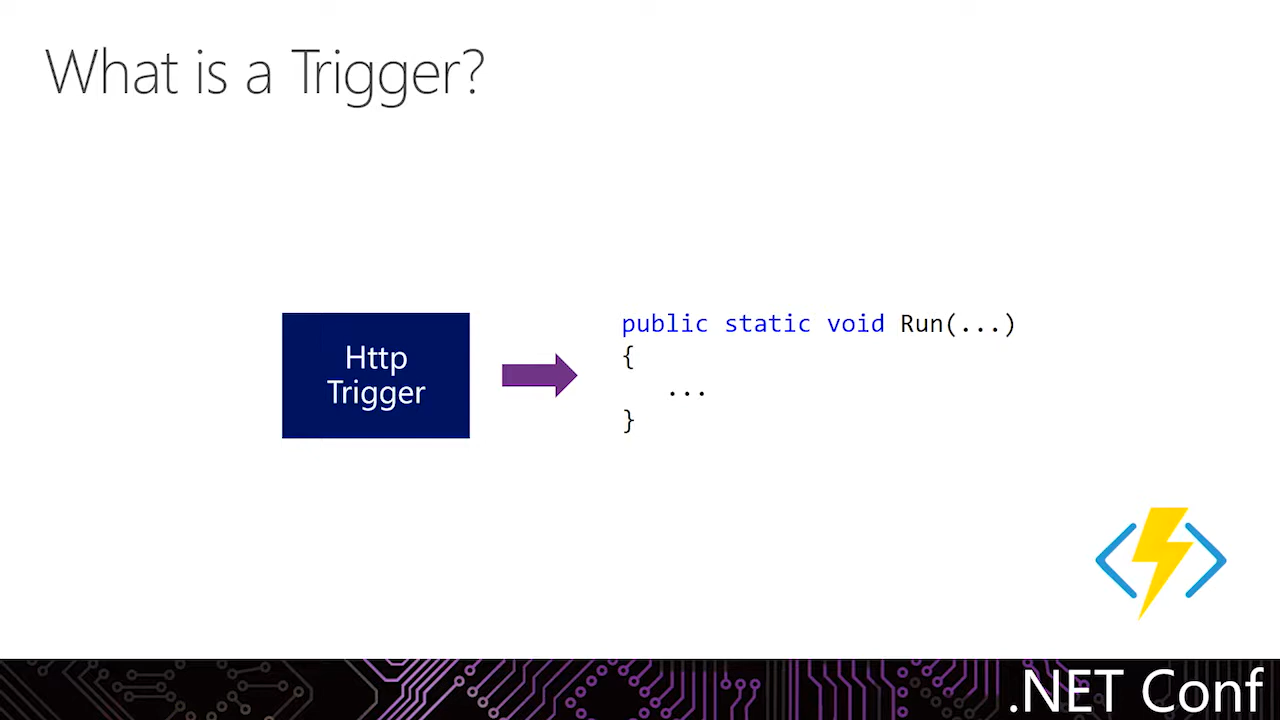 What is a Trigger?
Http
Trigger
public static void Run(...)
{
...
}
.NET Conf